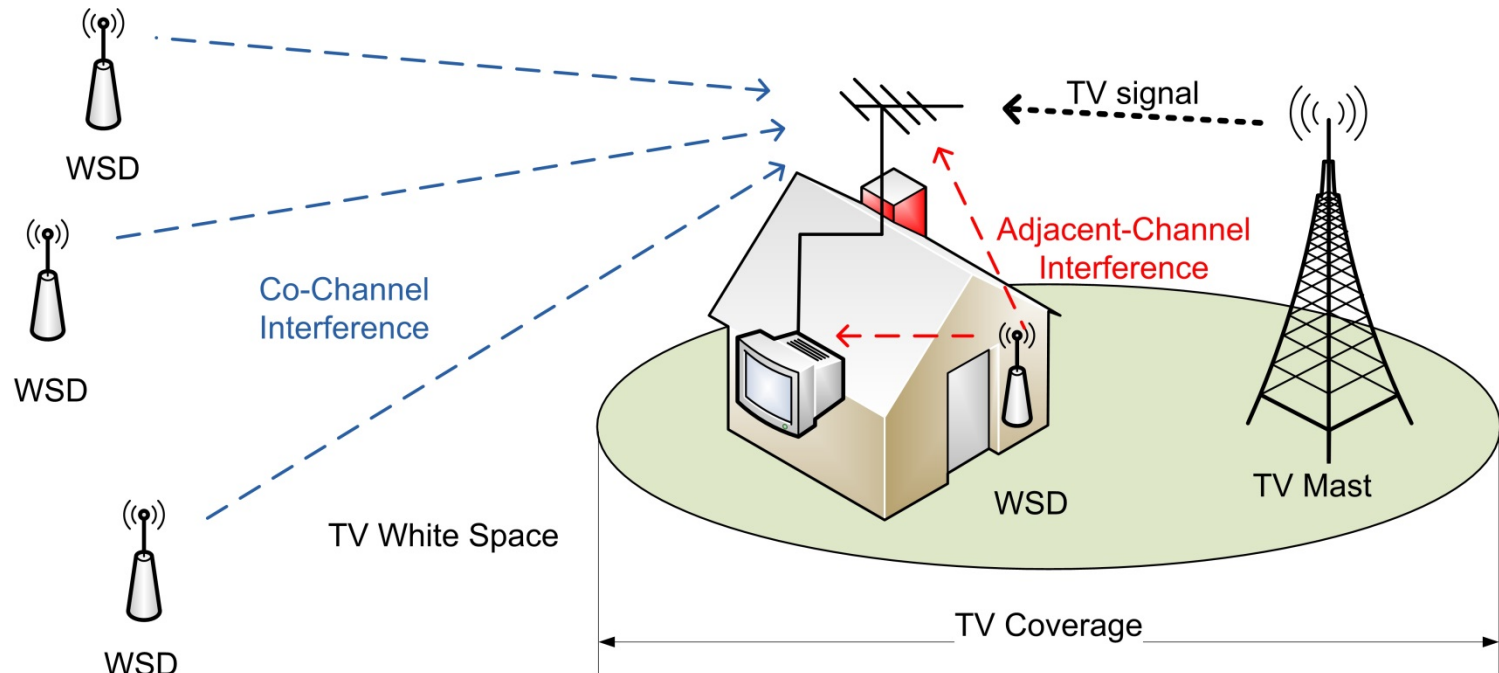 WSD
TV signal
WSD
Co-Channel
Interference
Adjacent-Channel
Interference
WSD
TV White Space
WSD
TV Mast
TV Coverage
WSD